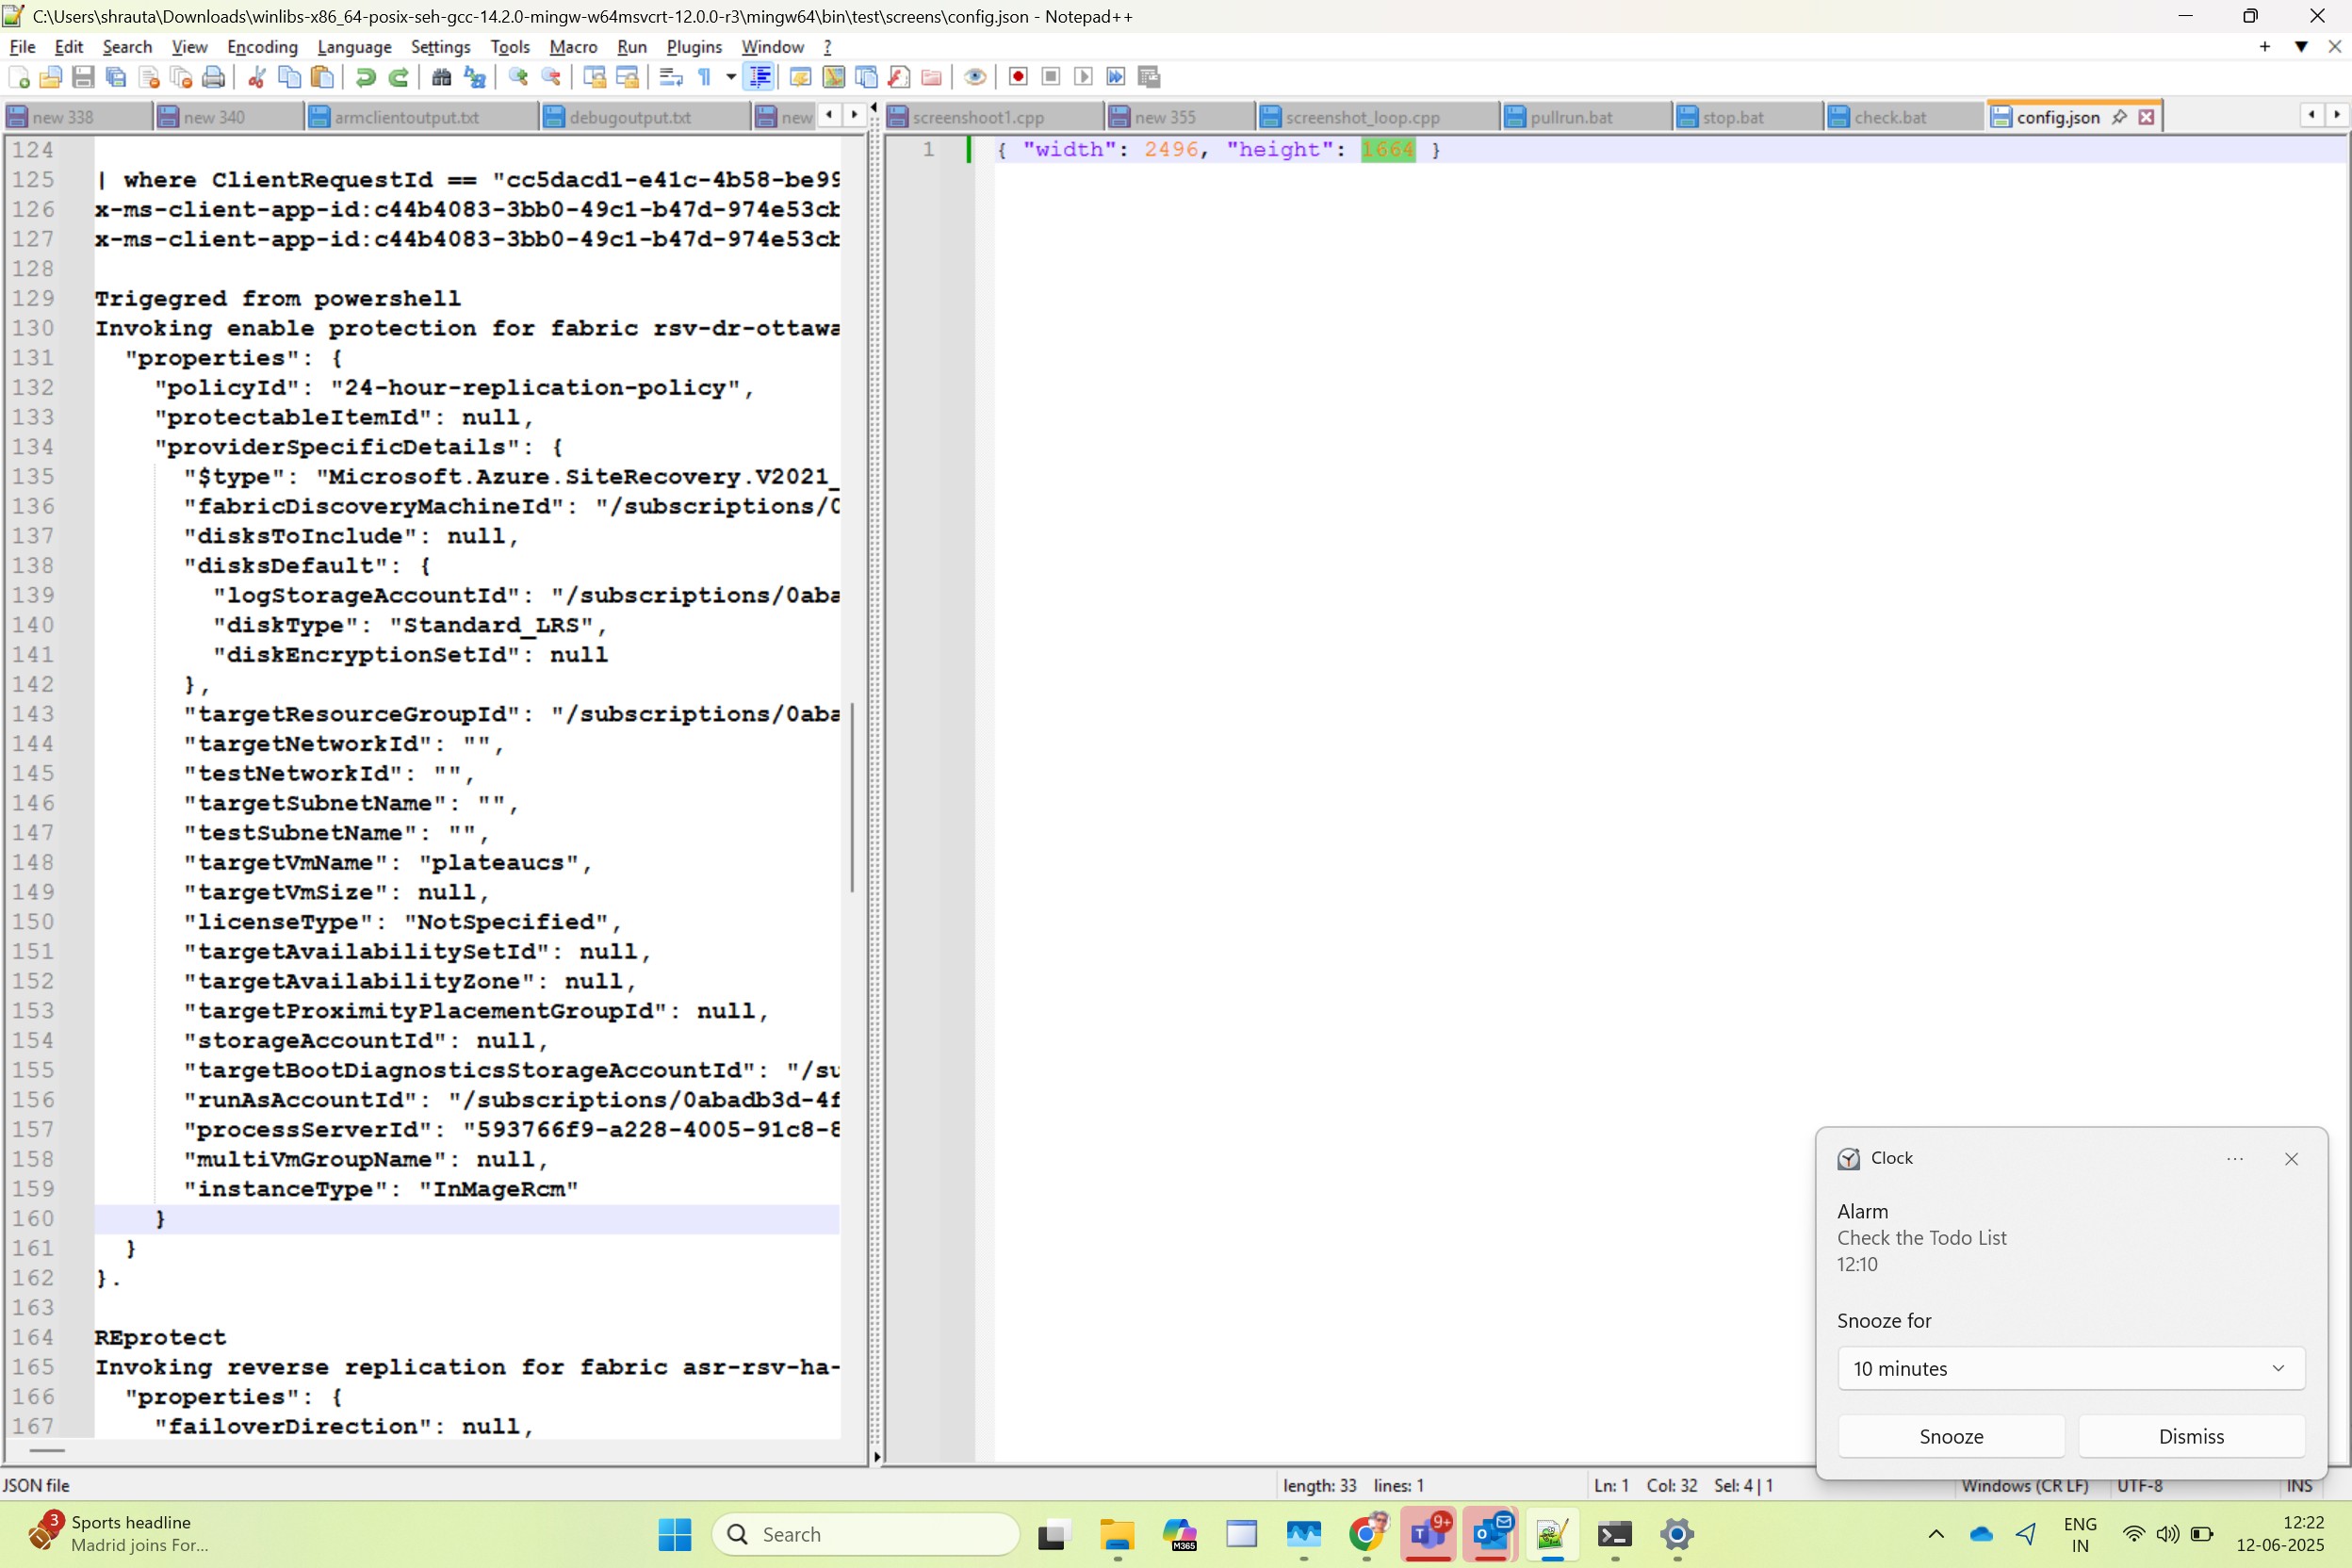 C:\Users\shrauta\Downloads\winlibs-x86_64-posix-seh-gcc-14.2.0-mingw-w64msvcrt-12.0.0-r3\mingw64\bin\test\screens\config.json - Notepad++
File Edit Search View Encoding Language Settings Tools Macro Run Plugins Window ?
new 338 new 340 armclientoutput.txt debugoutput.txt new
screenshoot1.cpp new 355 screenshot_loop.cpp pullrun.bat stop.bat check.bat config.json
124
125 | where ClientRequestId == "cc5dacd1-e41c-4b58-be99
126 x-ms-client-app-id:c44b4083-3bb0-49c1-b47d-974e53cb
127 x-ms-client-app-id:c44b4083-3bb0-49c1-b47d-974e53cb
128
129 Trigegred from powershell
130 Invoking enable protection for fabric rsv-dr-ottawa
131 "properties": {
132 "policyId": "24-hour-replication-policy",
133 "protectableItemId": null,
134 "providerSpecificDetails": {
135 "$type": "Microsoft.Azure.SiteRecovery.V2021_
136 "fabricDiscoveryMachineId": "/subscriptions/0
137 "disksToInclude": null,
138 "disksDefault": {
139 "logStorageAccountId": "/subscriptions/0aba
140 "diskType": "Standard_LRS",
141 "diskEncryptionSetId": null
142 },
143 "targetResourceGroupId": "/subscriptions/0aba
144 "targetNetworkId": "",
145 "testNetworkId": "",
146 "targetSubnetName": "",
147 "testSubnetName": "",
148 "targetVmName": "plateaucs",
149 "targetVmSize": null,
150 "licenseType": "NotSpecified",
151 "targetAvailabilitySetId": null,
152 "targetAvailabilityZone": null,
153 "targetProximityPlacementGroupId": null,
154 "storageAccountId": null,
155 "targetBootDiagnosticsStorageAccountId": "/su
156 "runAsAccountId": "/subscriptions/0abadb3d-4f
157 "processServerId": "593766f9-a228-4005-91c8-8
158 "multiVmGroupName": null,
159 "instanceType": "InMageRcm"
160 }
161 }
162 }.
163
164 REprotect
165 Invoking reverse replication for fabric asr-rsv-ha-
166 "properties": {
167 "failoverDirection": null,
1 { "width": 2496, "height": 1664 }
Clock
Alarm
Check the Todo List
12:10
Snooze for
10 minutes
Snooze Dismiss
JSON file length: 33 lines: 1 Ln: 1 Col: 32 Sel: 4 | 1 Windows (CR LF) UTF-8 INS
3
Sports headline
Madrid joins For...
Search
M365
9+
ENG
IN
12:22
12-06-2025